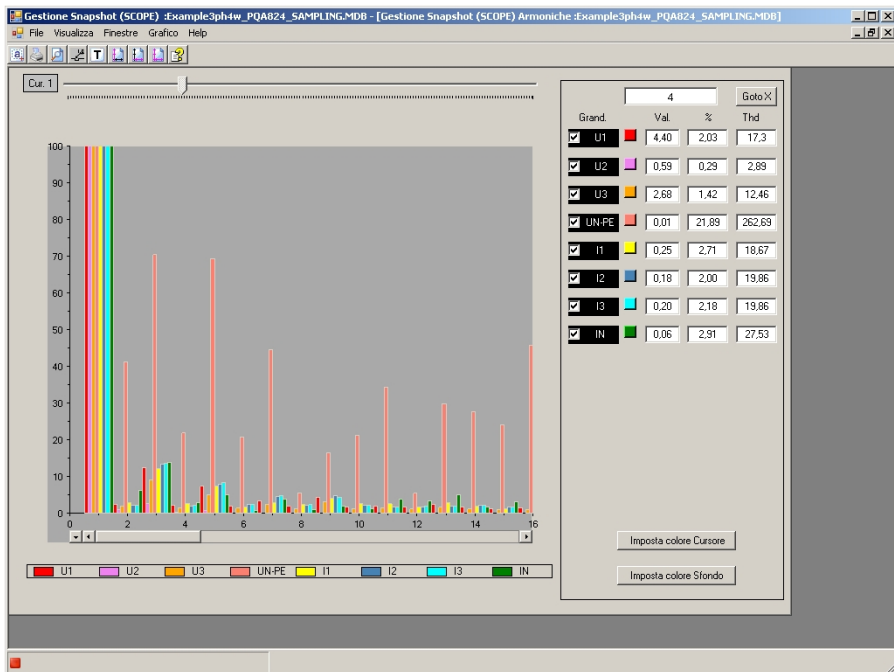 Gestione Snapshot (SCOPE) :Example3ph4w_PQA824_SAMPLING.MDB - [Gestione Snapshot (SCOPE) Armoniche :Example3ph4w_PQA824_SAMPLING.MDB]
File Visualizza Finestre Grafico Help
a T
Cur. 1
4 Goto X
Grand. Val. % Thd
U1 4,40 2,03 17,3
U2 0,59 0,29 2,89
U3 2,68 1,42 12,46
UN-PE 0,01 21,89 262,69
I1 0,25 2,71 18,67
I2 0,18 2,00 19,86
I3 0,20 2,18 19,86
IN 0,06 2,91 27,53
100
90
80
70
60
50
40
30
20
10
0
0 2 4 6 8 10 12 14 16
U1 U2 U3 UN-PE I1 I2 I3 IN
Imposta colore Cursore
Imposta colore Sfondo